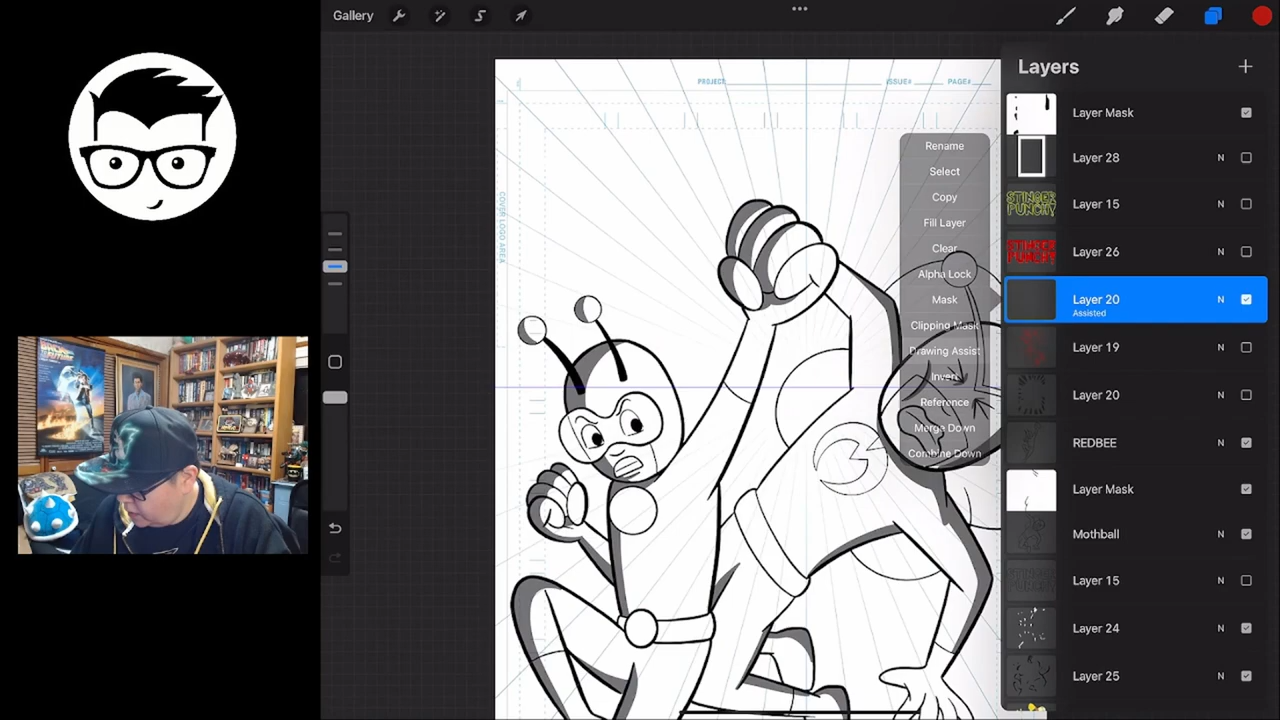 Gallery
PROJECT:
ISSUE#
PAGE#
COVER LOGO AREA
Rename
Select
Copy
Fill Layer
Clear
Alpha Lock
Mask
Clipping Mask
Drawing Assist
Invert
Reference
Merge Down
Combine Down
Layers
Layer Mask
Layer 28 N
STINGER PUNCH! Layer 15 N
STINGER PUNCH! Layer 26 N
Layer 20 N
Assisted
Layer 19 N
Layer 20 N
REDBEE N
Layer Mask
Mothball N
Layer 15 N
Layer 24 N
Layer 25 N